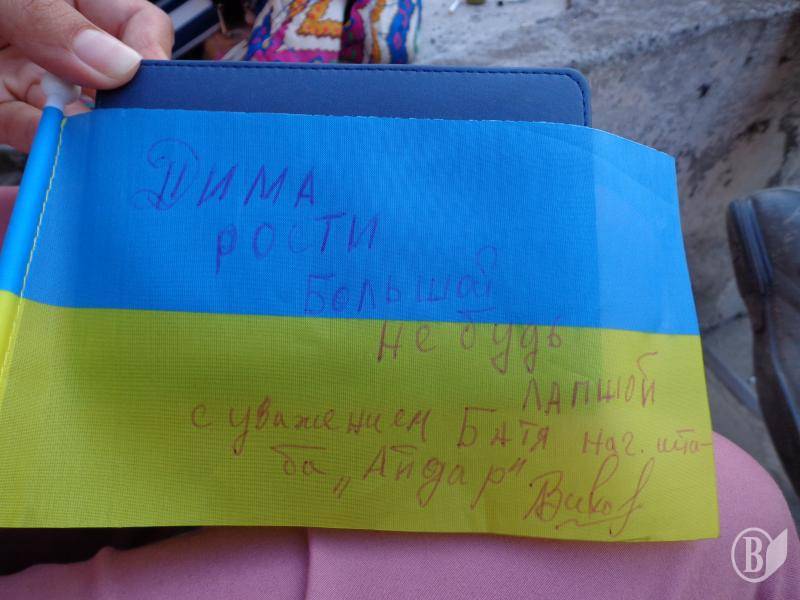 ДИМА
РОСТИ
БОЛЬШОЙ
Не будь
ЛАПШОЙ
с уважением БАТЯ нач. шта-
ба „Айдар"
В